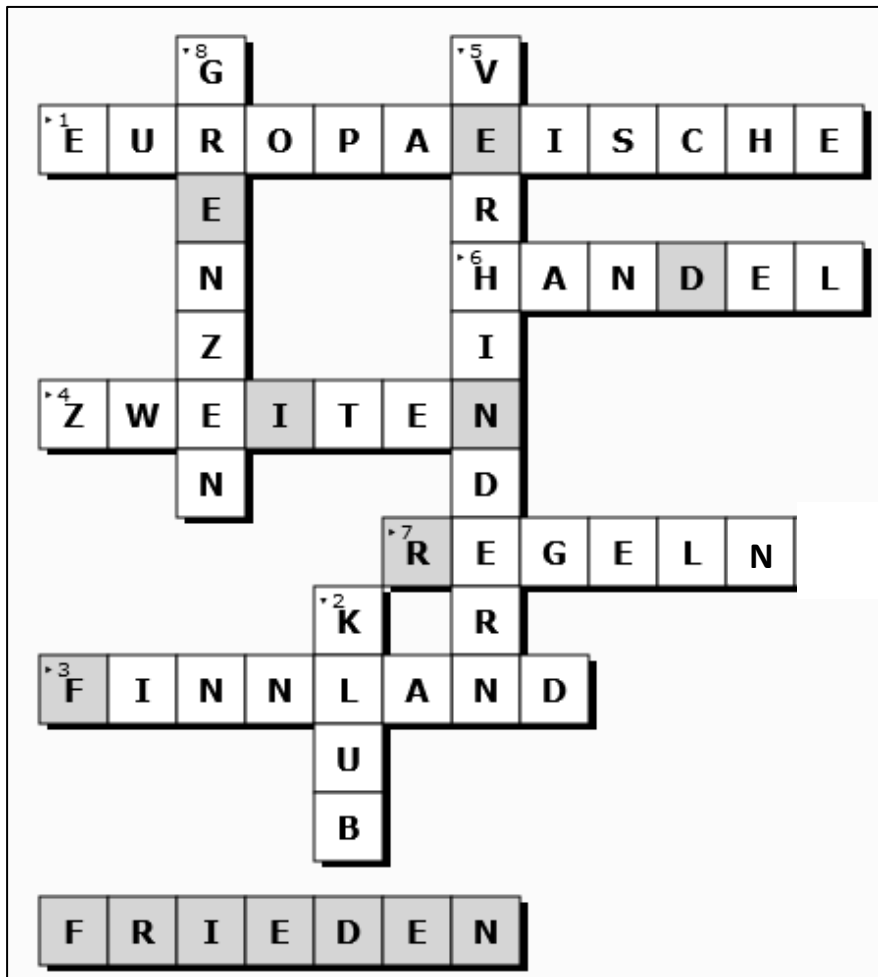 8 G 5 V
1 E U R O P A E I S C H E
E R
N 6 H A N D E L
Z I
4 Z W E I T E N
N D
7 R E G E L N
2 K R
3 F I N N L A N D
U
B
F R I E D E N